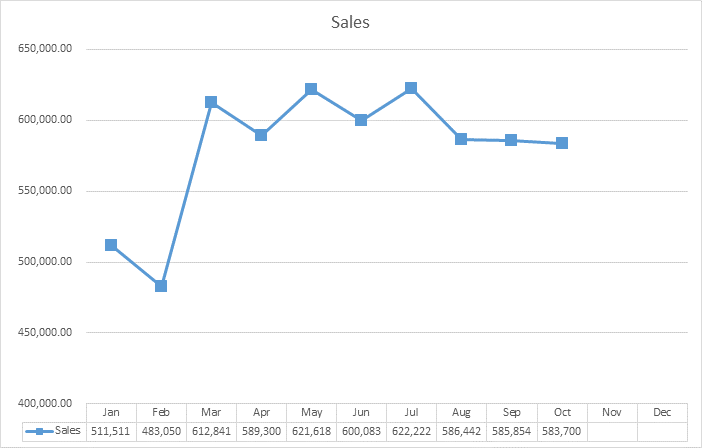 Sales
650,000.00
600,000.00
550,000.00
500,000.00
450,000.00
400,000.00
Jan Feb Mar Apr May Jun Jul Aug Sep Oct Nov Dec
Sales 511,511 483,050 612,841 589,300 621,618 600,083 622,222 586,442 585,854 583,700